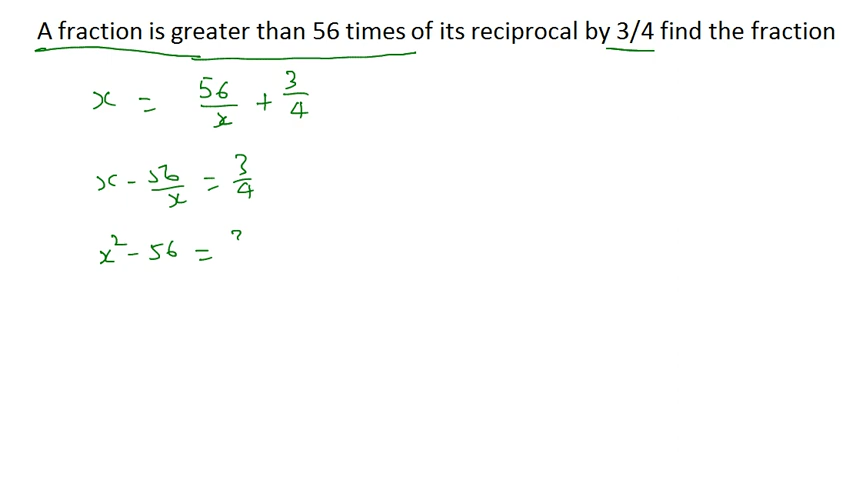 A fraction is greater than 56 times of its reciprocal by 3/4 find the fraction
x = 56/x + 3/4
x - 56/x = 3/4
x² - 56 =